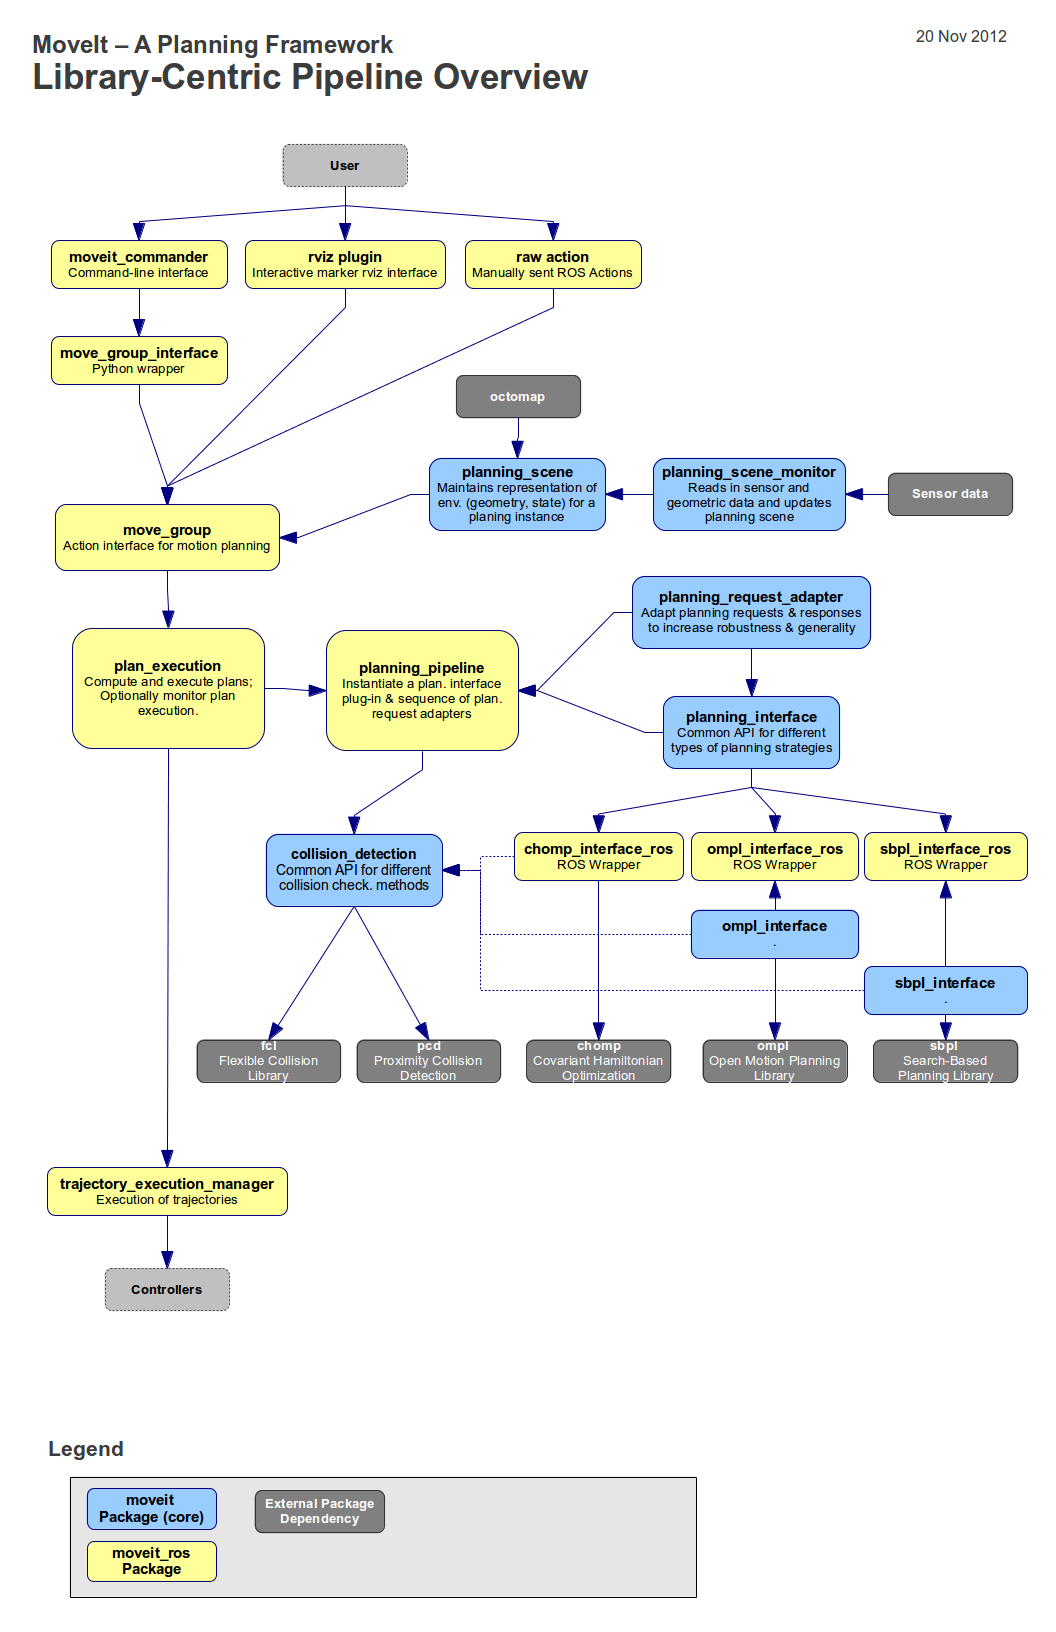 MoveIt – A Planning Framework
20 Nov 2012
Library-Centric Pipeline Overview
User
moveit_commander
Command-line interface
rviz plugin
Interactive marker rviz interface
raw action
Manually sent ROS Actions
move_group_interface
Python wrapper
octomap
planning_scene
Maintains representation of
env. (geometry, state) for a
planing instance
planning_scene_monitor
Reads in sensor and
geometric data and updates
planning scene
Sensor data
move_group
Action interface for motion planning
planning_request_adapter
Adapt planning requests & responses
to increase robustness & generality
plan_execution
Compute and execute plans;
Optionally monitor plan
execution.
planning_pipeline
Instantiate a plan. interface
plug-in & sequence of plan.
request adapters
planning_interface
Common API for different
types of planning strategies
collision_detection
Common API for different
collision check. methods
chomp_interface_ros
ROS Wrapper
ompl_interface_ros
ROS Wrapper
sbpl_interface_ros
ROS Wrapper
ompl_interface
.
sbpl_interface
.
fcl
Flexible Collision
Library
pcd
Proximity Collision
Detection
chomp
Covariant Hamiltonian
Optimization
ompl
Open Motion Planning
Library
sbpl
Search-Based
Planning Library
trajectory_execution_manager
Execution of trajectories
Controllers
Legend
moveit
Package (core)
External Package
Dependency
moveit_ros
Package